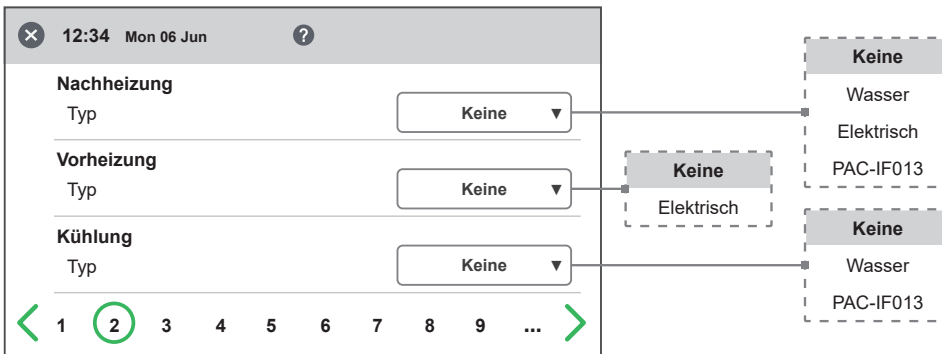 12:34 Mon 06 Jun ?
Nachheizung
Typ Keine ▼
Vorheizung
Typ Keine ▼
Kühlung
Typ Keine ▼
1 2 3 4 5 6 7 8 9 ...
Keine
Wasser
Elektrisch
PAC-IF013
Keine
Elektrisch
Keine
Wasser
PAC-IF013